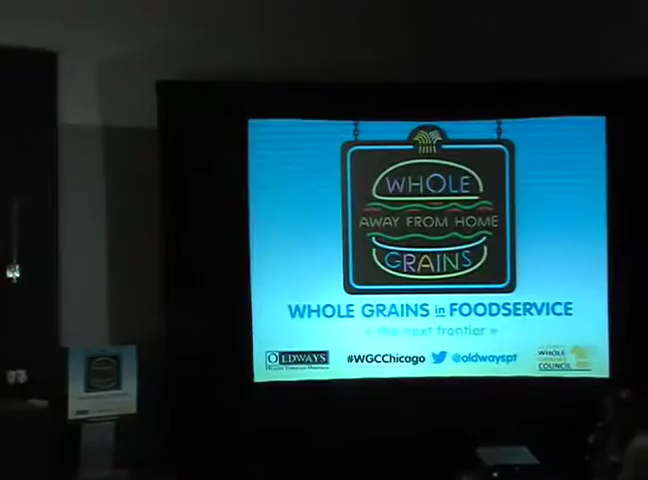 WHOLE
AWAY FROM HOME
GRAINS
WHOLE GRAINS in FOODSERVICE
the next frontier
OLDWAYS
#WGCChicago
@oldwayspt
WHOLE
COUNCIL